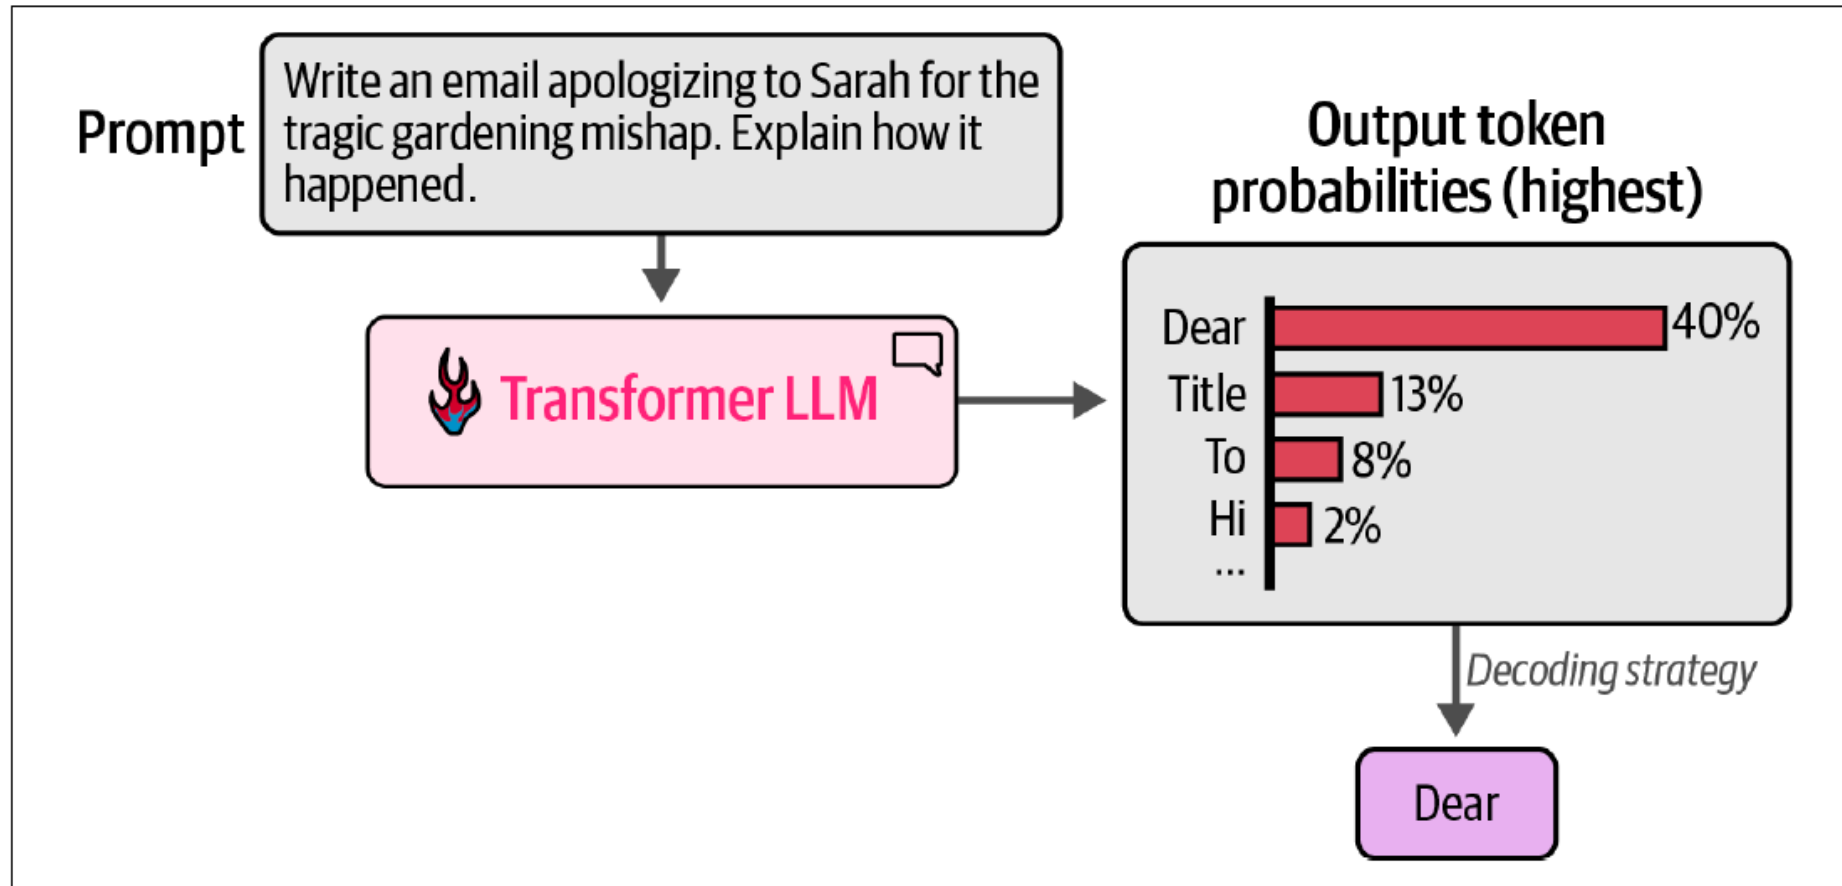 Prompt
Write an email apologizing to Sarah for the
tragic gardening mishap. Explain how it
happened.
Transformer LLM
Output token
probabilities (highest)
Dear 40%
Title 13%
To 8%
Hi 2%
...
Decoding strategy
Dear